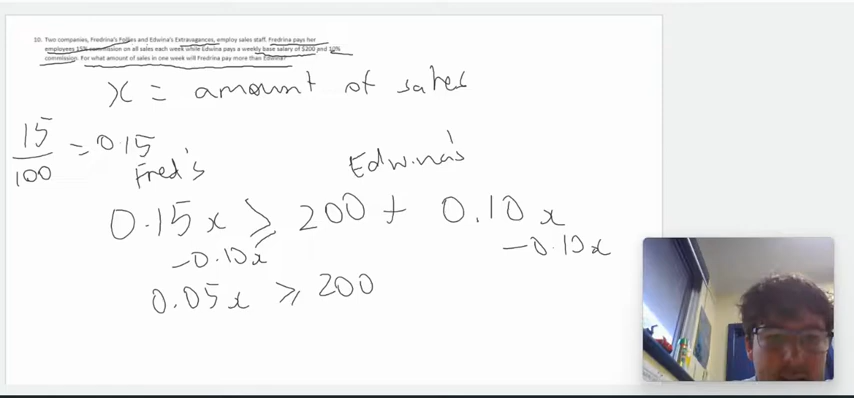 10. Two companies, Fredrina's Follies and Edwina's Extravagances, employ sales staff. Fredrina pays her
employees 15% commission on all sales each week while Edwina pays a weekly base salary of $200 and 10%
commission. For what amount of sales in one week will Fredrina pay more than Edwina?
x = amount of sales
15/100 = 0.15
Fred's Edwina's
0.15x ⩾ 200 + 0.10x
-0.10x -0.10x
0.05x ⩾ 200